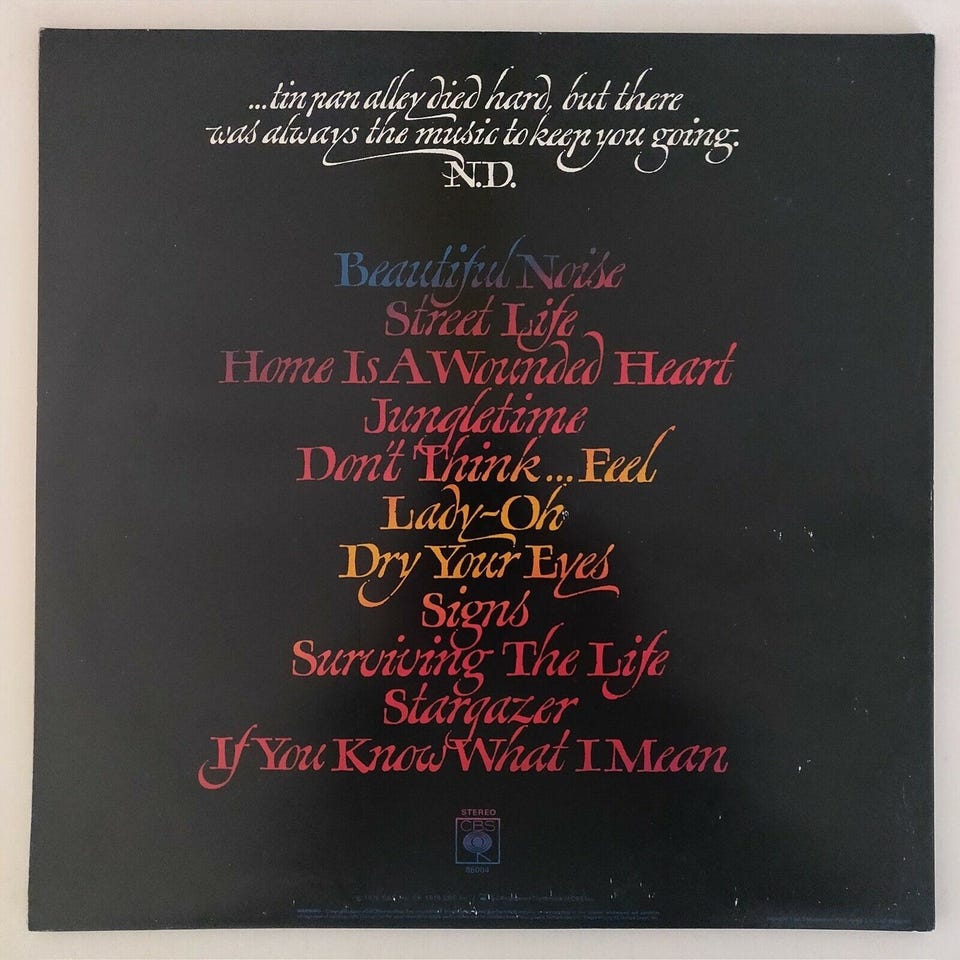 ...tin pan alley died hard, but there
was always the music to keep you going.
N.D.
Beautiful Noise
Street Life
Home Is A Wounded Heart
Jungletime
Don't Think...Feel
Lady-Oh
Dry Your Eyes
Signs
Surviving The Life
Stargazer
If You Know What I Mean
STEREO
CBS
86004